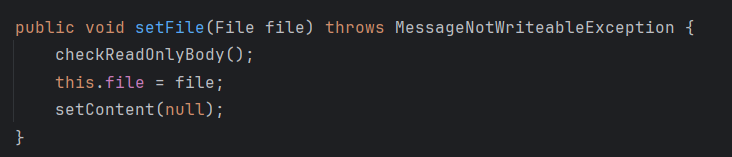 public void setFile(File file) throws MessageNotWriteableException {
    checkReadOnlyBody();
    this.file = file;
    setContent(null);
}